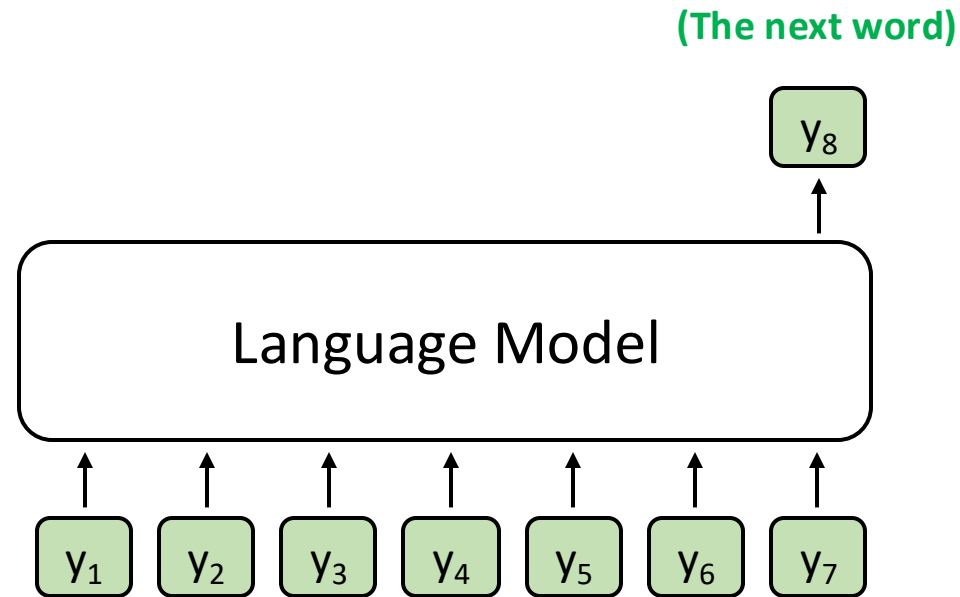 (The next word)
y₈
Language Model
y₁ y₂ y₃ y₄ y₅ y₆ y₇